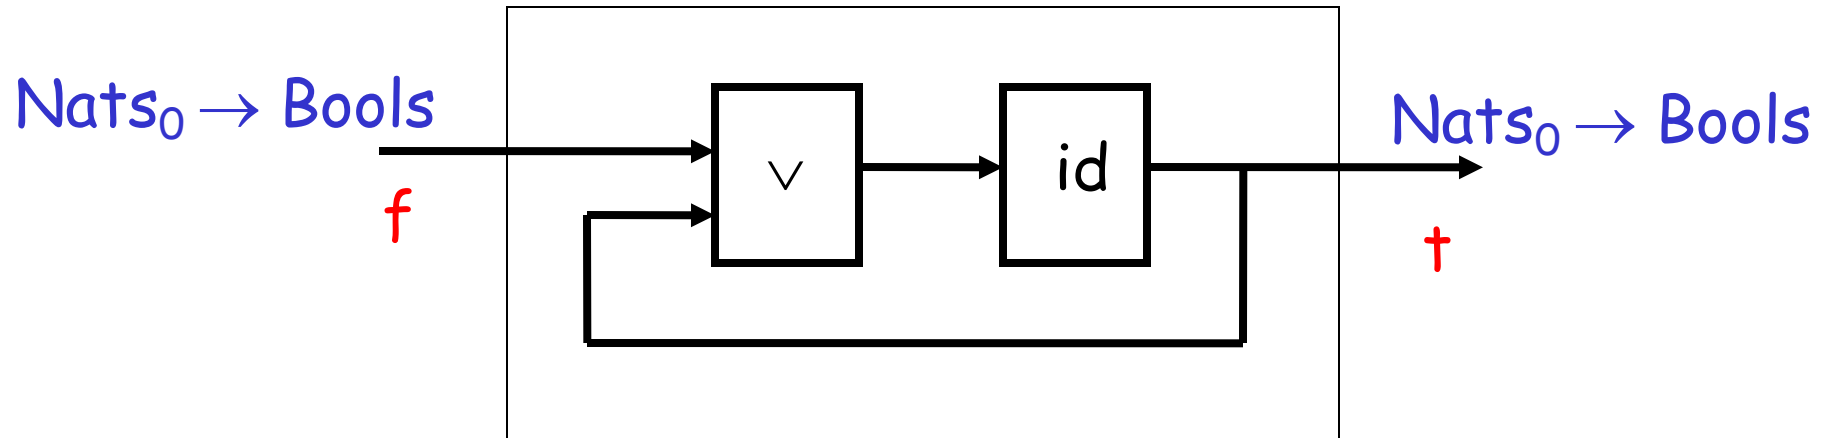 Nats₀ → Bools
f
∨
id
Nats₀ → Bools
t